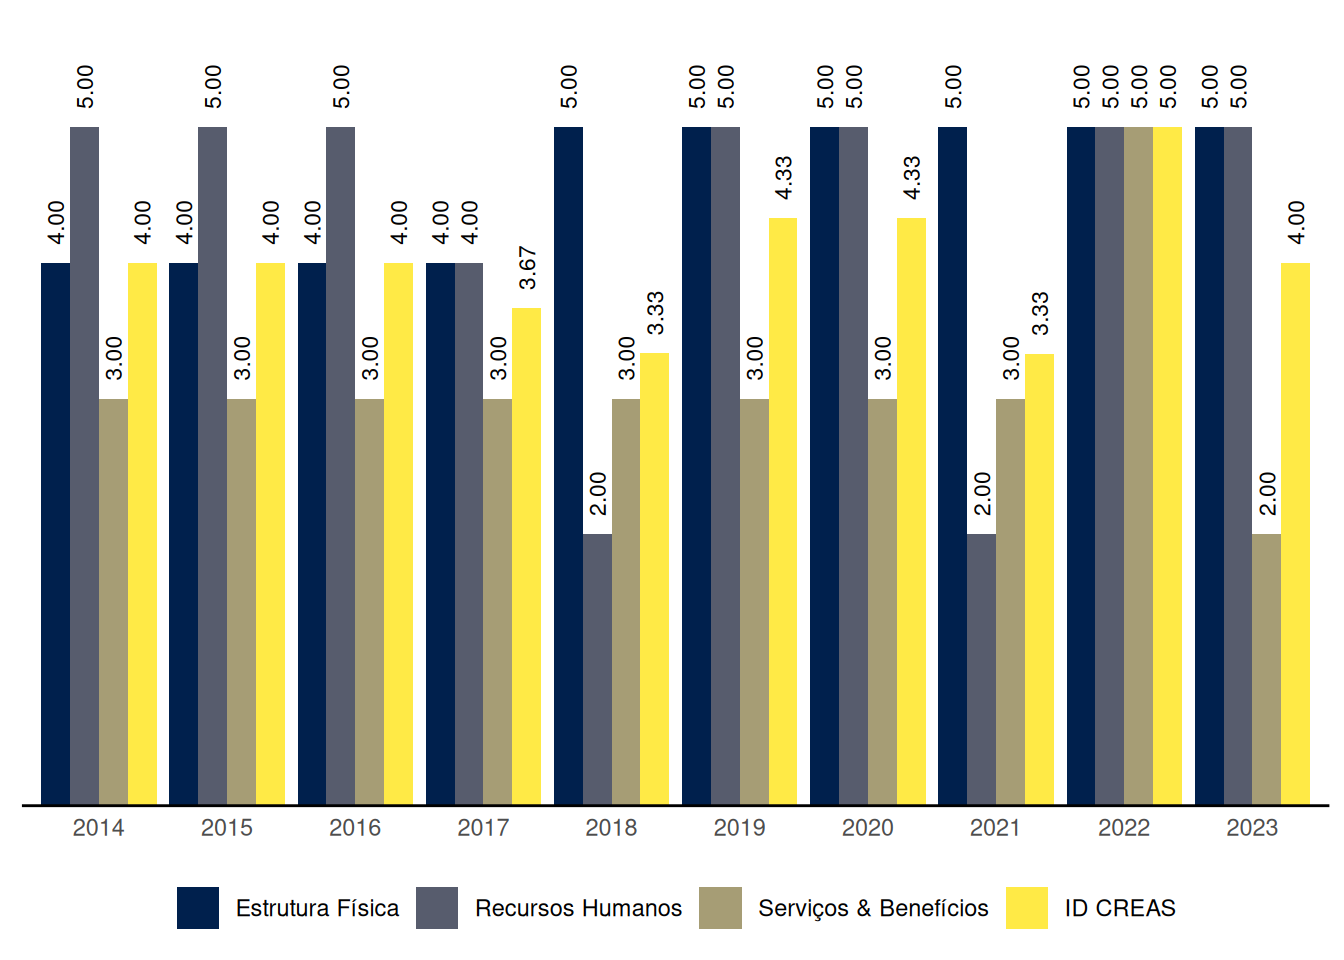 5.00 5.00 5.00 5.00 5.00 5.00 5.00 5.00 5.00 5.00 5.00 5.00 5.00 5.00 5.00
4.33 4.33
4.00 4.00 4.00 4.00 4.00 4.00 4.00 4.00 4.00
3.67
3.33 3.33
3.00 3.00 3.00 3.00 3.00 3.00 3.00 3.00
2.00 2.00 2.00
2014 2015 2016 2017 2018 2019 2020 2021 2022 2023
Estrutura Física Recursos Humanos Serviços & Benefícios ID CREAS